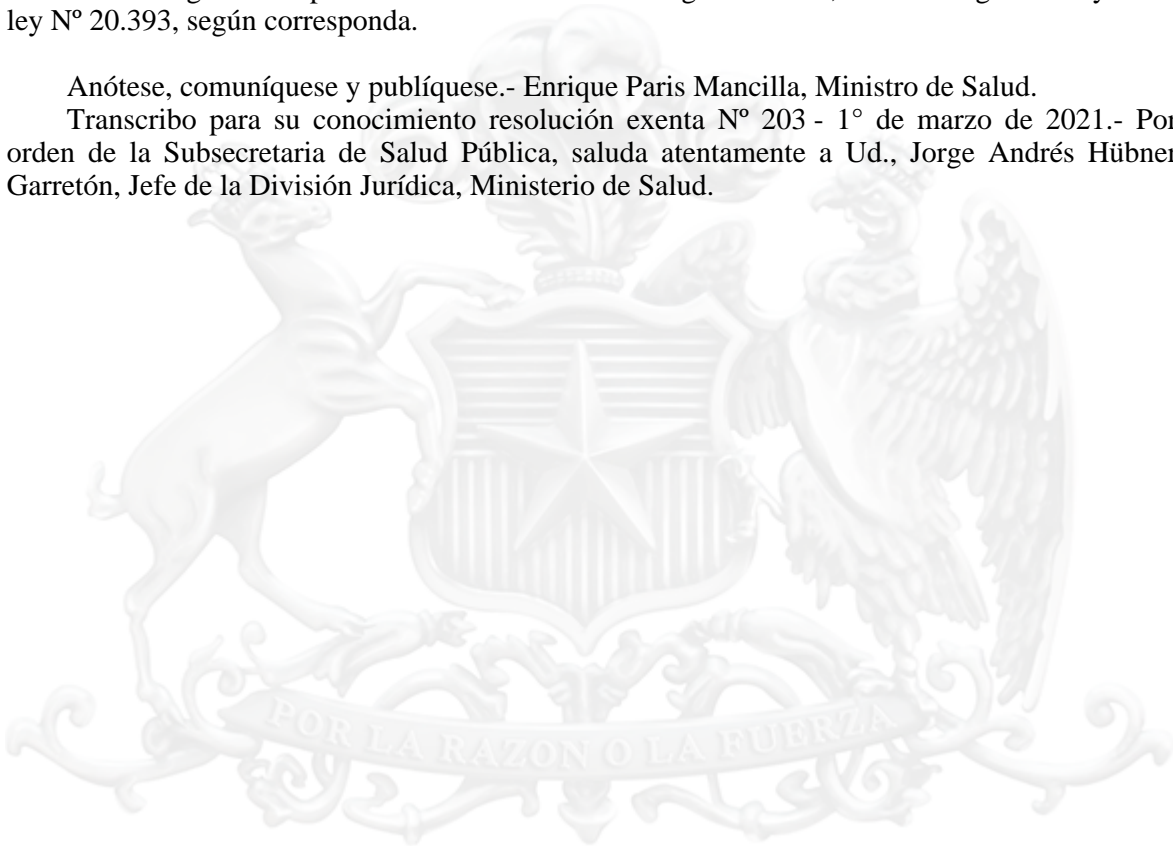 ley Nº 20.393, según corresponda.
Anótese, comuníquese y publíquese.- Enrique Paris Mancilla, Ministro de Salud.
Transcribo para su conocimiento resolución exenta Nº 203 - 1° de marzo de 2021.- Por
orden de la Subsecretaria de Salud Pública, saluda atentamente a Ud., Jorge Andrés Hübner
Garretón, Jefe de la División Jurídica, Ministerio de Salud.
POR LA RAZON O LA FUERZA